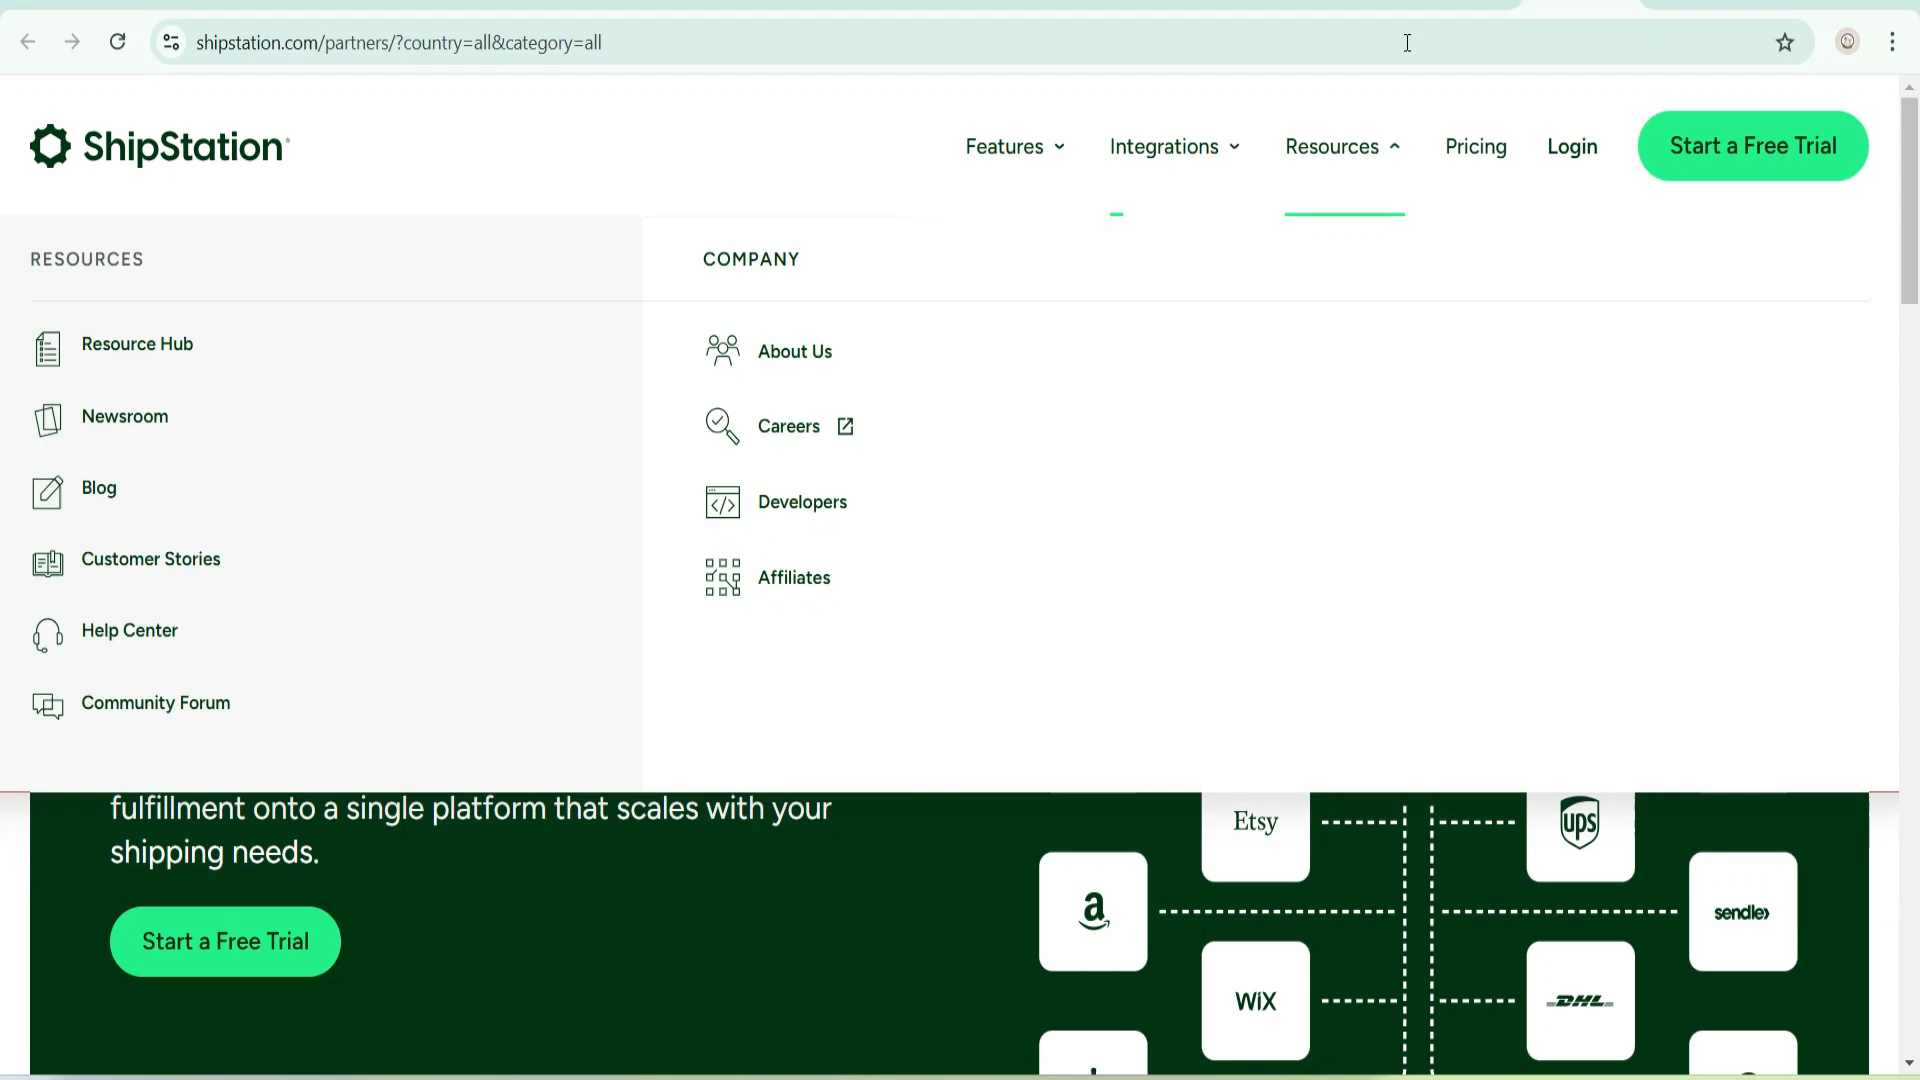 shipstation.com/partners/?country=all&category=all
ShipStation
Features
Integrations
Resources
Pricing
Login
Start a Free Trial
RESOURCES
Resource Hub
Newsroom
Blog
Customer Stories
Help Center
Community Forum
COMPANY
About Us
Careers
Developers
Affiliates
fulfillment onto a single platform that scales with your
shipping needs.
Start a Free Trial
Etsy
ups
a
sendle
WiX
DHL